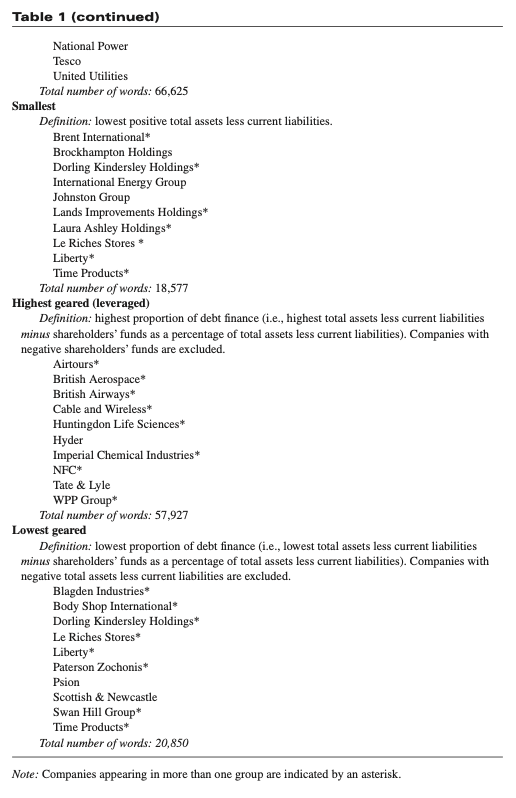 Table 1 (continued)
National Power
Tesco
United Utilities
Total number of words: 66,625
Smallest
Definition: lowest positive total assets less current liabilities.
Brent International*
Brockhampton Holdings
Dorling Kindersley Holdings*
International Energy Group
Johnston Group
Lands Improvements Holdings*
Laura Ashley Holdings*
Le Riches Stores *
Liberty*
Time Products*
Total number of words: 18,577
Highest geared (leveraged)
Definition: highest proportion of debt finance (i.e., highest total assets less current liabilities
minus shareholders' funds as a percentage of total assets less current liabilities). Companies with
negative shareholders' funds are excluded.
Airtours*
British Aerospace*
British Airways*
Cable and Wireless*
Huntingdon Life Sciences*
Hyder
Imperial Chemical Industries*
NFC*
Tate & Lyle
WPP Group*
Total number of words: 57,927
Lowest geared
Definition: lowest proportion of debt finance (i.e., lowest total assets less current liabilities
minus shareholders' funds as a percentage of total assets less current liabilities). Companies with
negative total assets less current liabilities are excluded.
Blagden Industries*
Body Shop International*
Dorling Kindersley Holdings*
Le Riches Stores*
Liberty*
Paterson Zochonis*
Psion
Scottish & Newcastle
Swan Hill Group*
Time Products*
Total number of words: 20,850
Note: Companies appearing in more than one group are indicated by an asterisk.